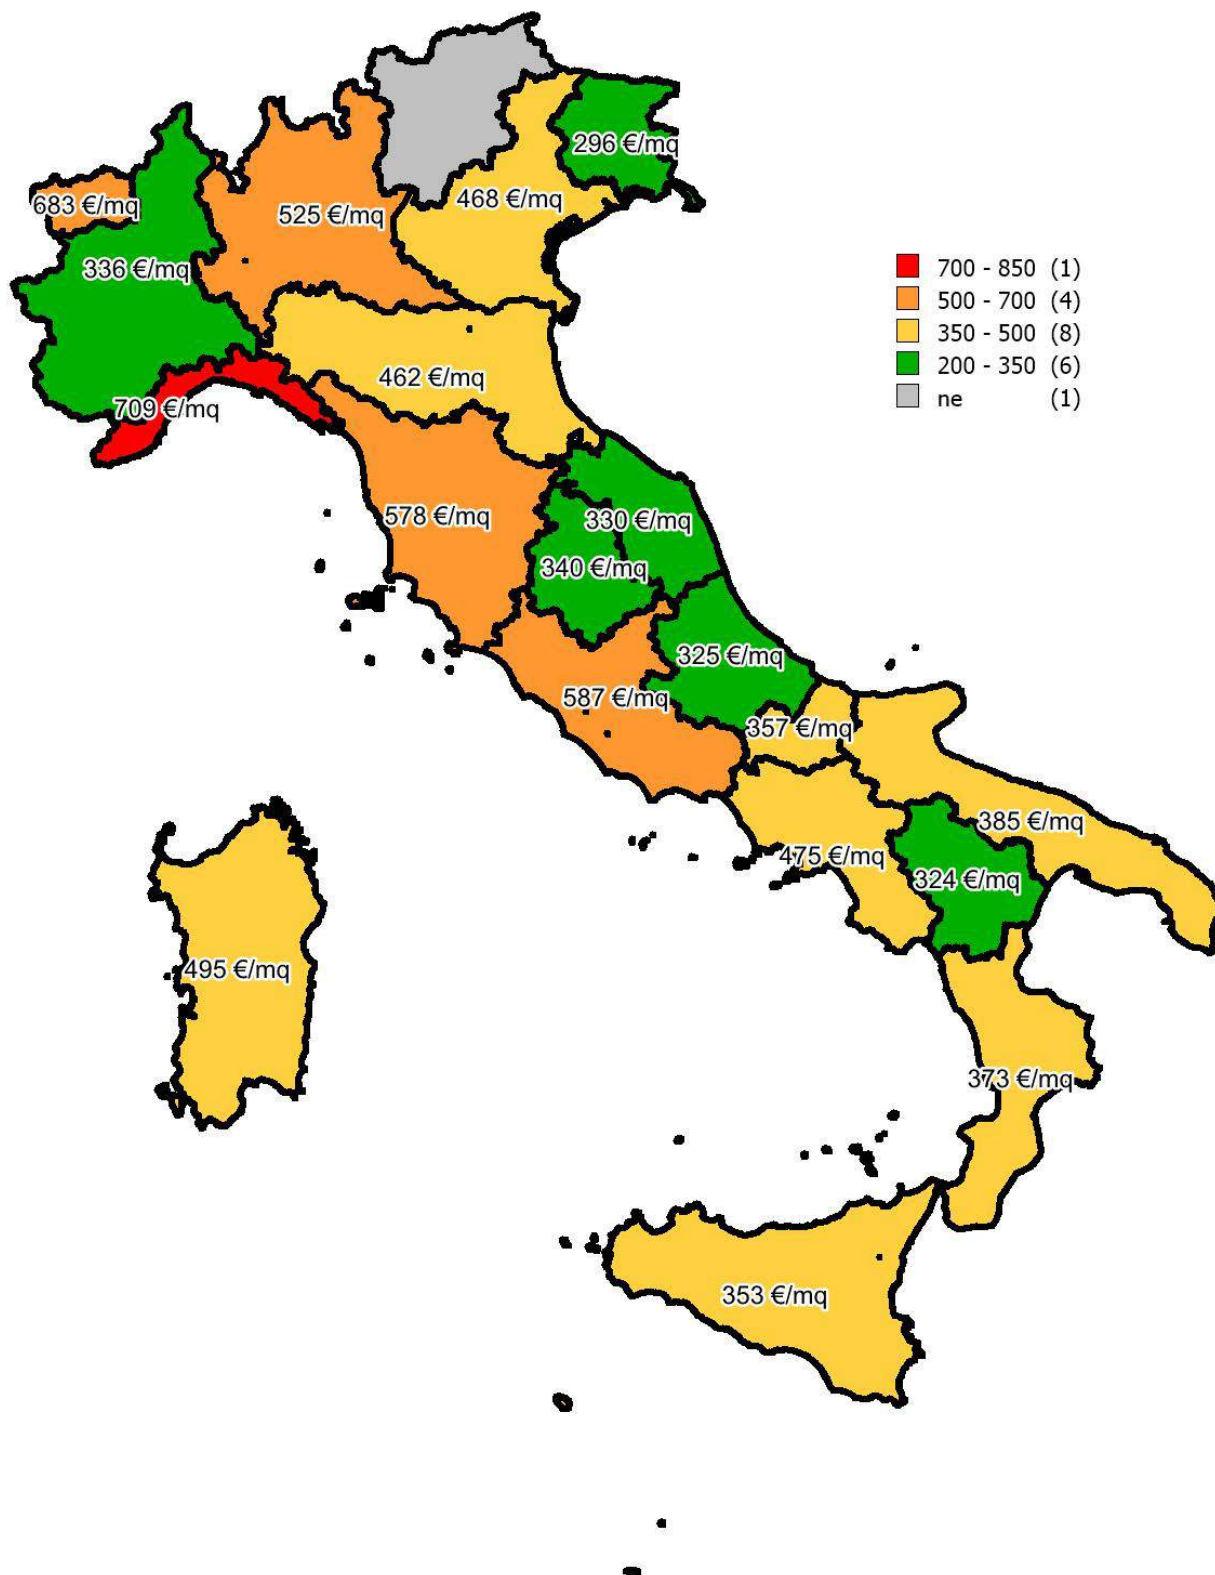 296 €/mq
683 €/mq
525 €/mq
468 €/mq
336 €/mq
700 - 850 (1)
500 - 700 (4)
350 - 500 (8)
200 - 350 (6)
ne (1)
462 €/mq
709 €/mq
578 €/mq
330 €/mq
340 €/mq
325 €/mq
587 €/mq
357 €/mq
385 €/mq
475 €/mq
324 €/mq
495 €/mq
373 €/mq
353 €/mq